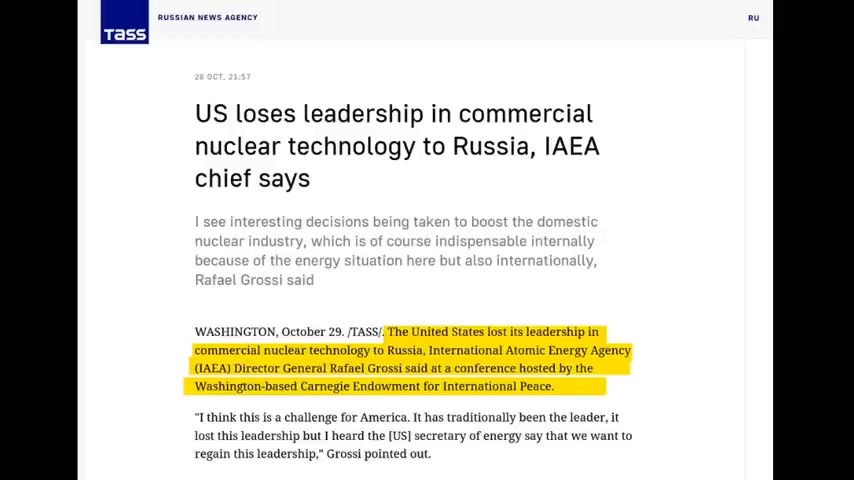 TASS
RUSSIAN NEWS AGENCY
RU
28 OCT, 21:57
US loses leadership in commercial
nuclear technology to Russia, IAEA
chief says
I see interesting decisions being taken to boost the domestic
nuclear industry, which is of course indispensable internally
because of the energy situation here but also internationally,
Rafael Grossi said
WASHINGTON, October 29. /TASS/. The United States lost its leadership in
commercial nuclear technology to Russia, International Atomic Energy Agency
(IAEA) Director General Rafael Grossi said at a conference hosted by the
Washington-based Carnegie Endowment for International Peace.
"I think this is a challenge for America. It has traditionally been the leader, it
lost this leadership but I heard the [US] secretary of energy say that we want to
regain this leadership," Grossi pointed out.